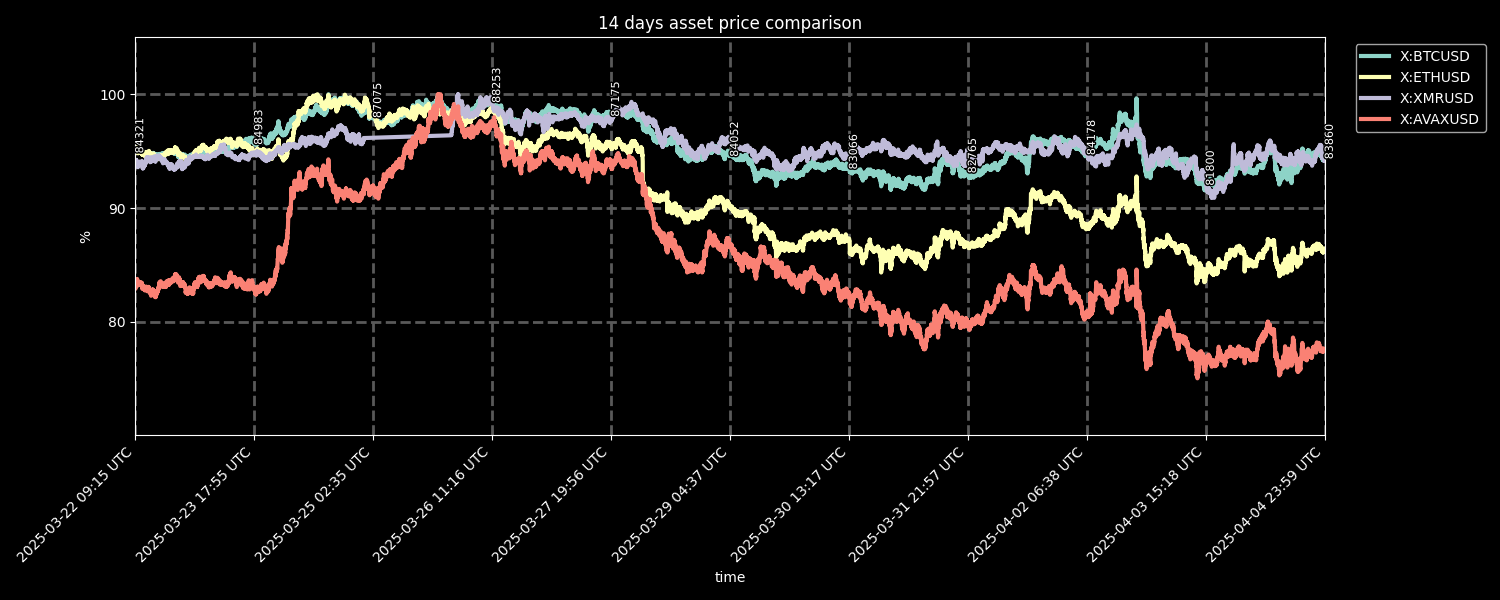 14 days asset price comparison
X:BTCUSD
X:ETHUSD
X:XMRUSD
X:AVAXUSD
100
90
80
%
84321
84983
87075
88253
87175
84052
83066
82765
84178
81800
83860
2025-03-22 09:15 UTC
2025-03-23 17:55 UTC
2025-03-25 02:35 UTC
2025-03-26 11:16 UTC
2025-03-27 19:56 UTC
2025-03-29 04:37 UTC
2025-03-30 13:17 UTC
2025-03-31 21:57 UTC
2025-04-02 06:38 UTC
2025-04-03 15:18 UTC
2025-04-04 23:59 UTC
time